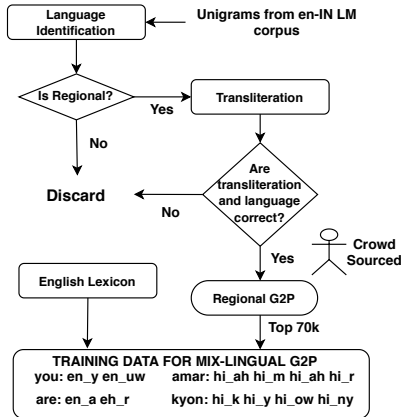 Language
Identification
Unigrams from en-IN LM
corpus
Is Regional?
Yes
Transliteration
No
Discard
Are
transliteration
and language
correct?
No
Yes
Crowd
Sourced
English Lexicon
Regional G2P
Top 70k
TRAINING DATA FOR MIX-LINGUAL G2P
you: en_y en_uw amar: hi_ah hi_m hi_ah hi_r
are: en_a eh_r kyon: hi_k hi_y hi_ow hi_ny